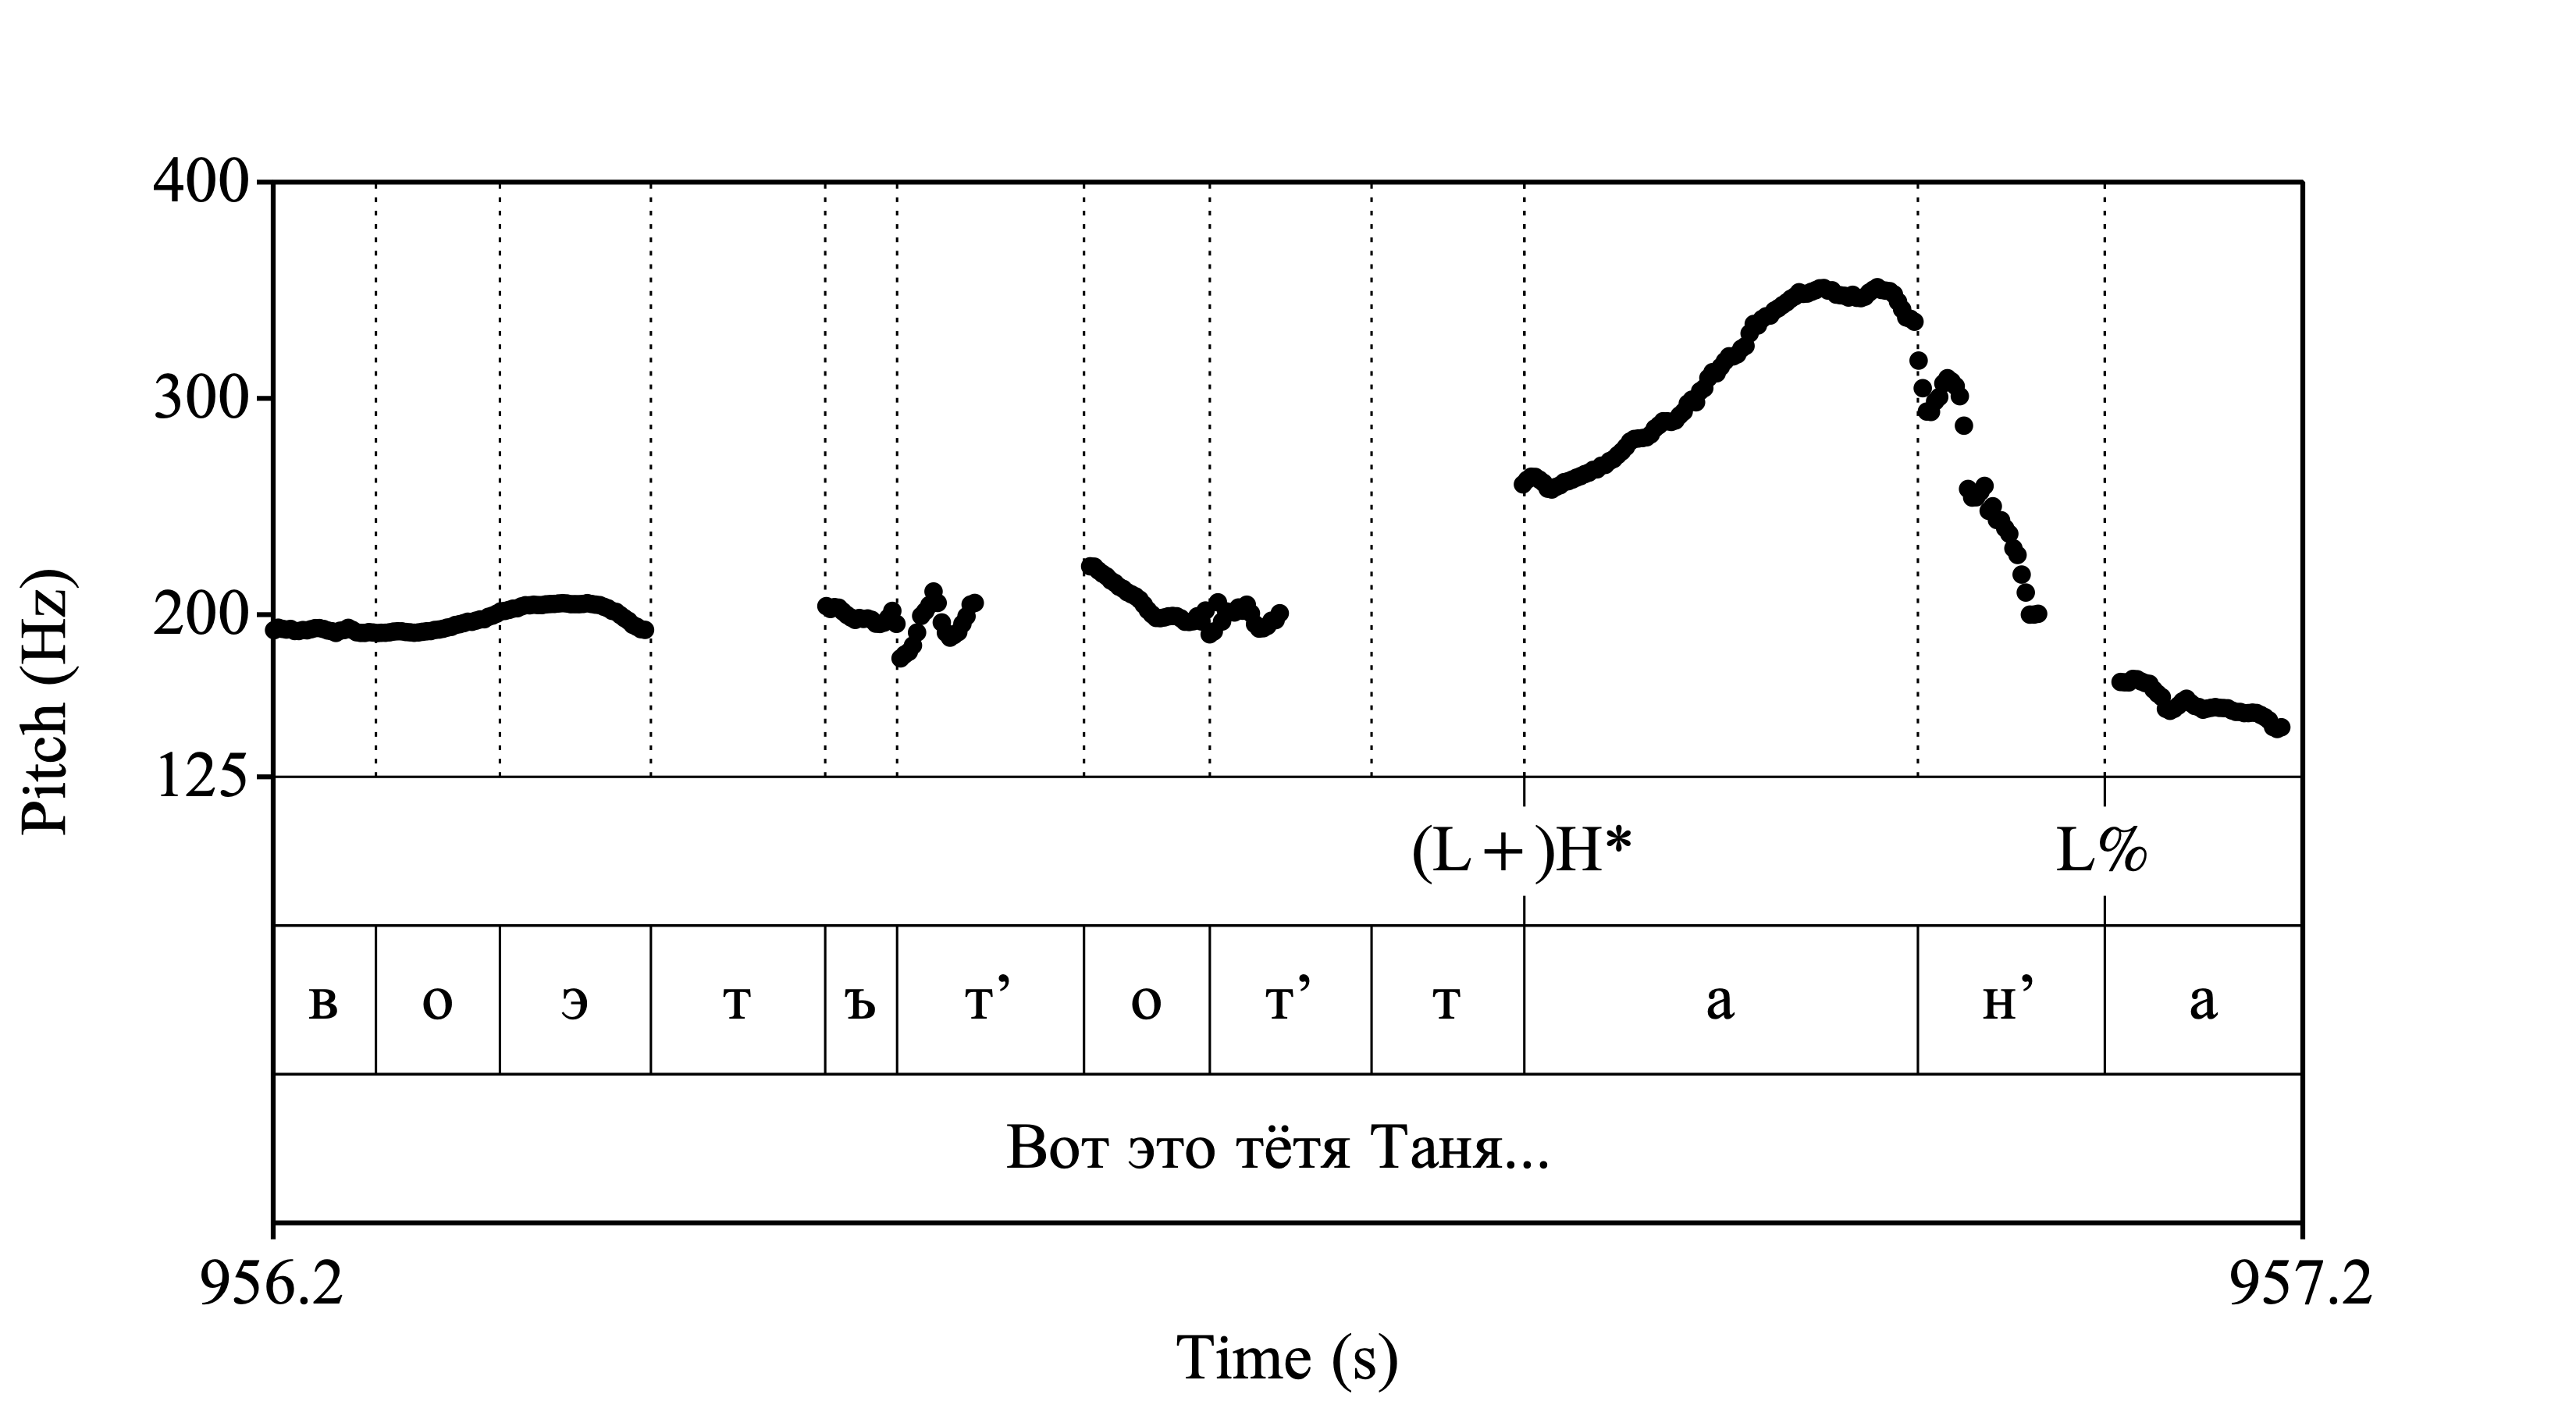 400
300
200
125
Pitch (Hz)
(L+)H* L%
в о э т ъ т’ о т’ т а н’ а
Вот это тётя Таня...
956.2 957.2
Time (s)